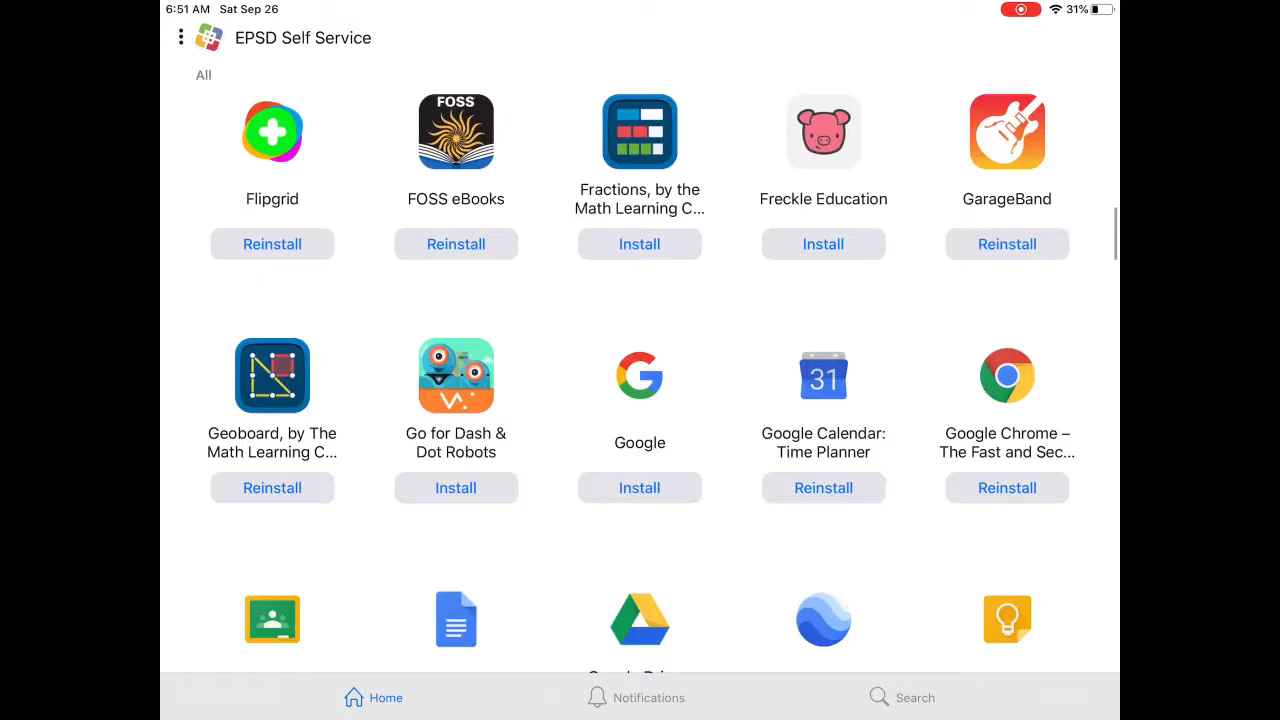 6:51 AM Sat Sep 26
31%
EPSD Self Service
All
FOSS
Flipgrid
FOSS eBooks
Fractions, by the
Math Learning C...
Freckle Education
GarageBand
Reinstall
Reinstall
Install
Install
Reinstall
31
Geoboard, by The
Math Learning C...
Go for Dash &
Dot Robots
Google
Google Calendar:
Time Planner
Google Chrome –
The Fast and Sec...
Reinstall
Install
Install
Reinstall
Reinstall
Home
Notifications
Search